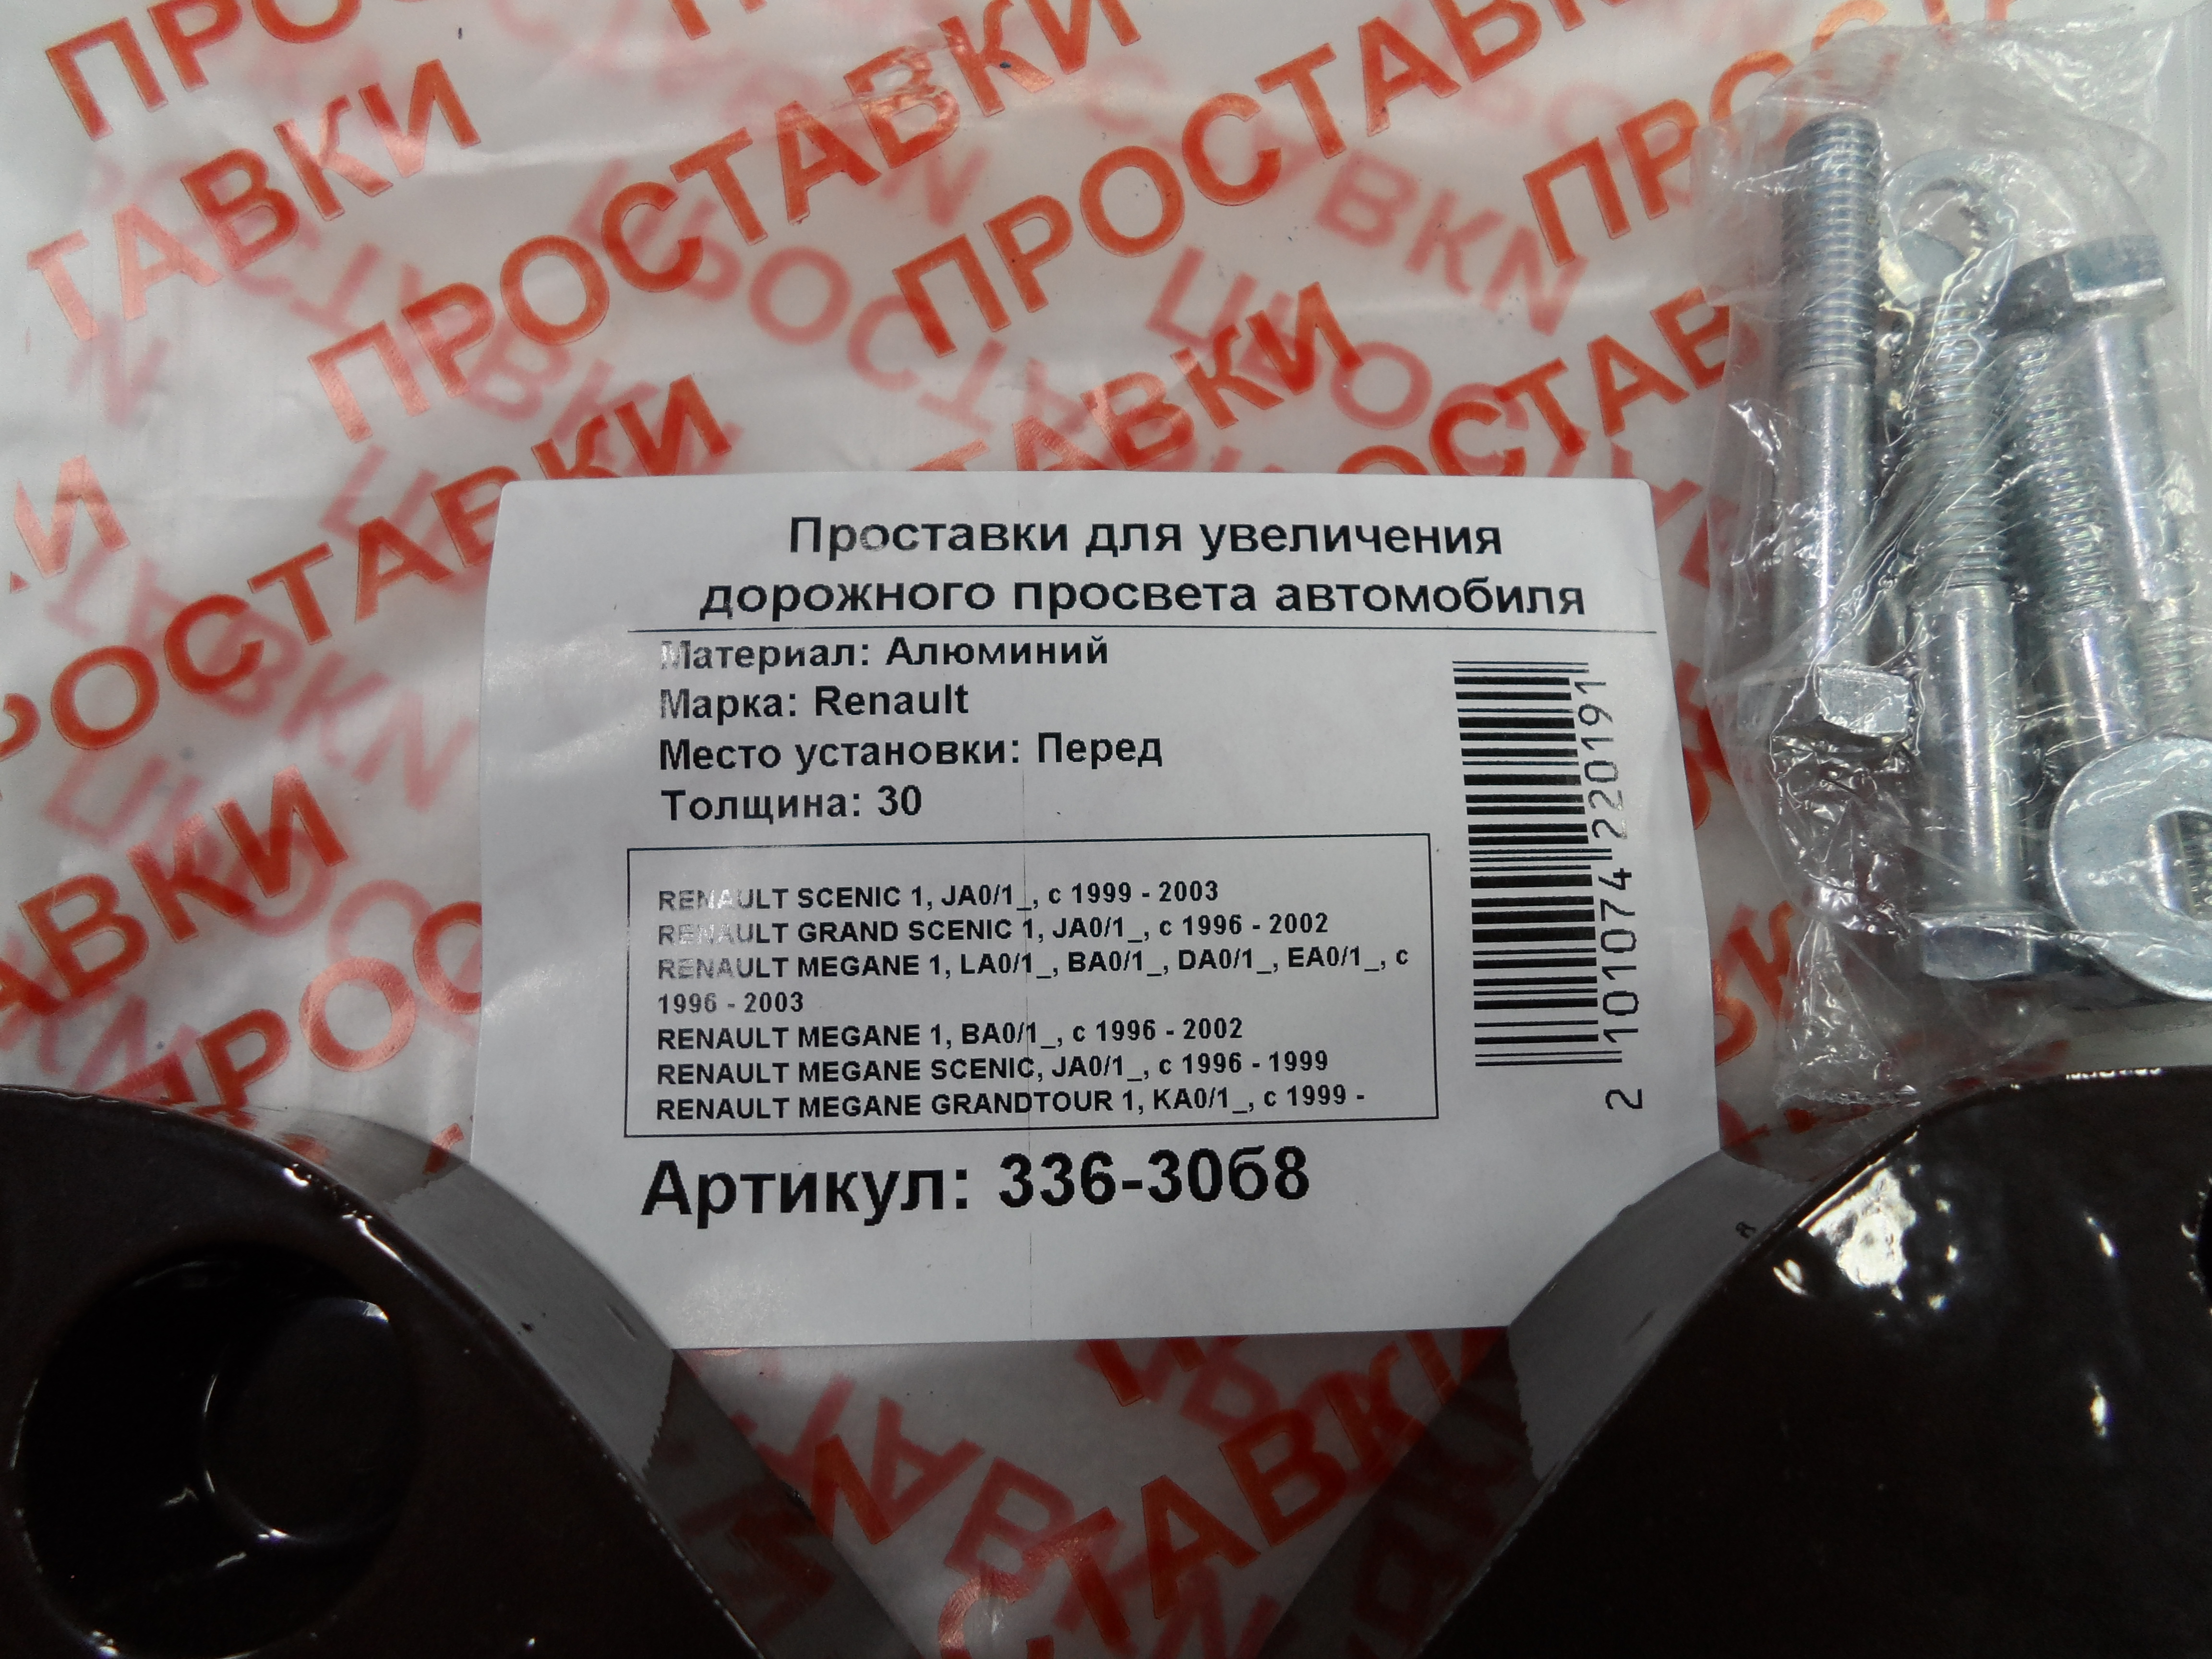 ПРОСТАВКИ
ПРОСТАВКИ
ПРОСТАВКИ
Проставки для увеличения
дорожного просвета автомобиля
Материал: Алюминий
Марка: Renault
Место установки: Перед
Толщина: 30
RENAULT SCENIC 1, JA0/1_, с 1999 - 2003
RENAULT GRAND SCENIC 1, JA0/1_, с 1996 - 2002
RENAULT MEGANE 1, LA0/1_, BA0/1_, DA0/1_, EA0/1_, с
1996 - 2003
RENAULT MEGANE 1, BA0/1_, с 1996 - 2002
RENAULT MEGANE SCENIC, JA0/1_, с 1996 - 1999
RENAULT MEGANE GRANDTOUR 1, KA0/1_, с 1999 -
Артикул: 336-30б8
2 101074 220191